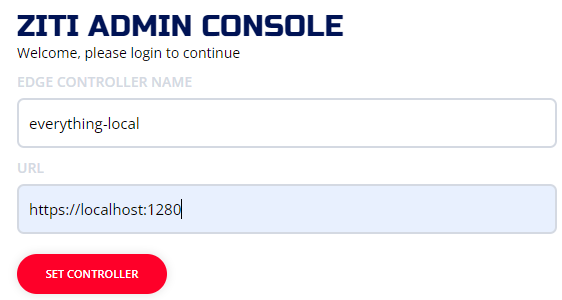 ZITI ADMIN CONSOLE
Welcome, please login to continue
EDGE CONTROLLER NAME
everything-local
URL
https://localhost:1280
SET CONTROLLER